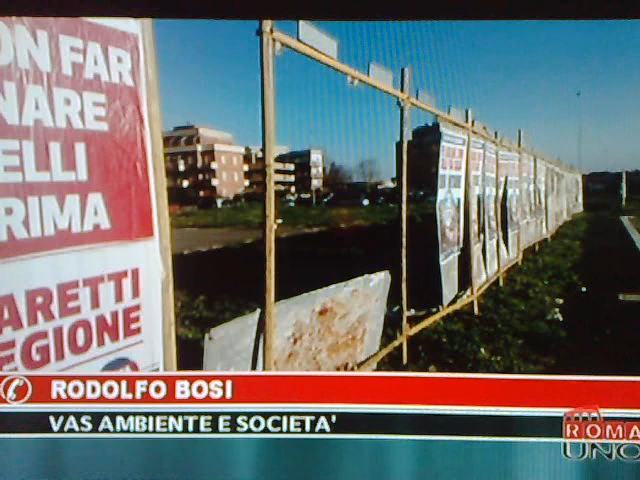 ON FAR
NARE
ELLI
RIMA
ARETTI
EGIONE
RODOLFO BOSI
VAS AMBIENTE E SOCIETA'
ROMA
UNO